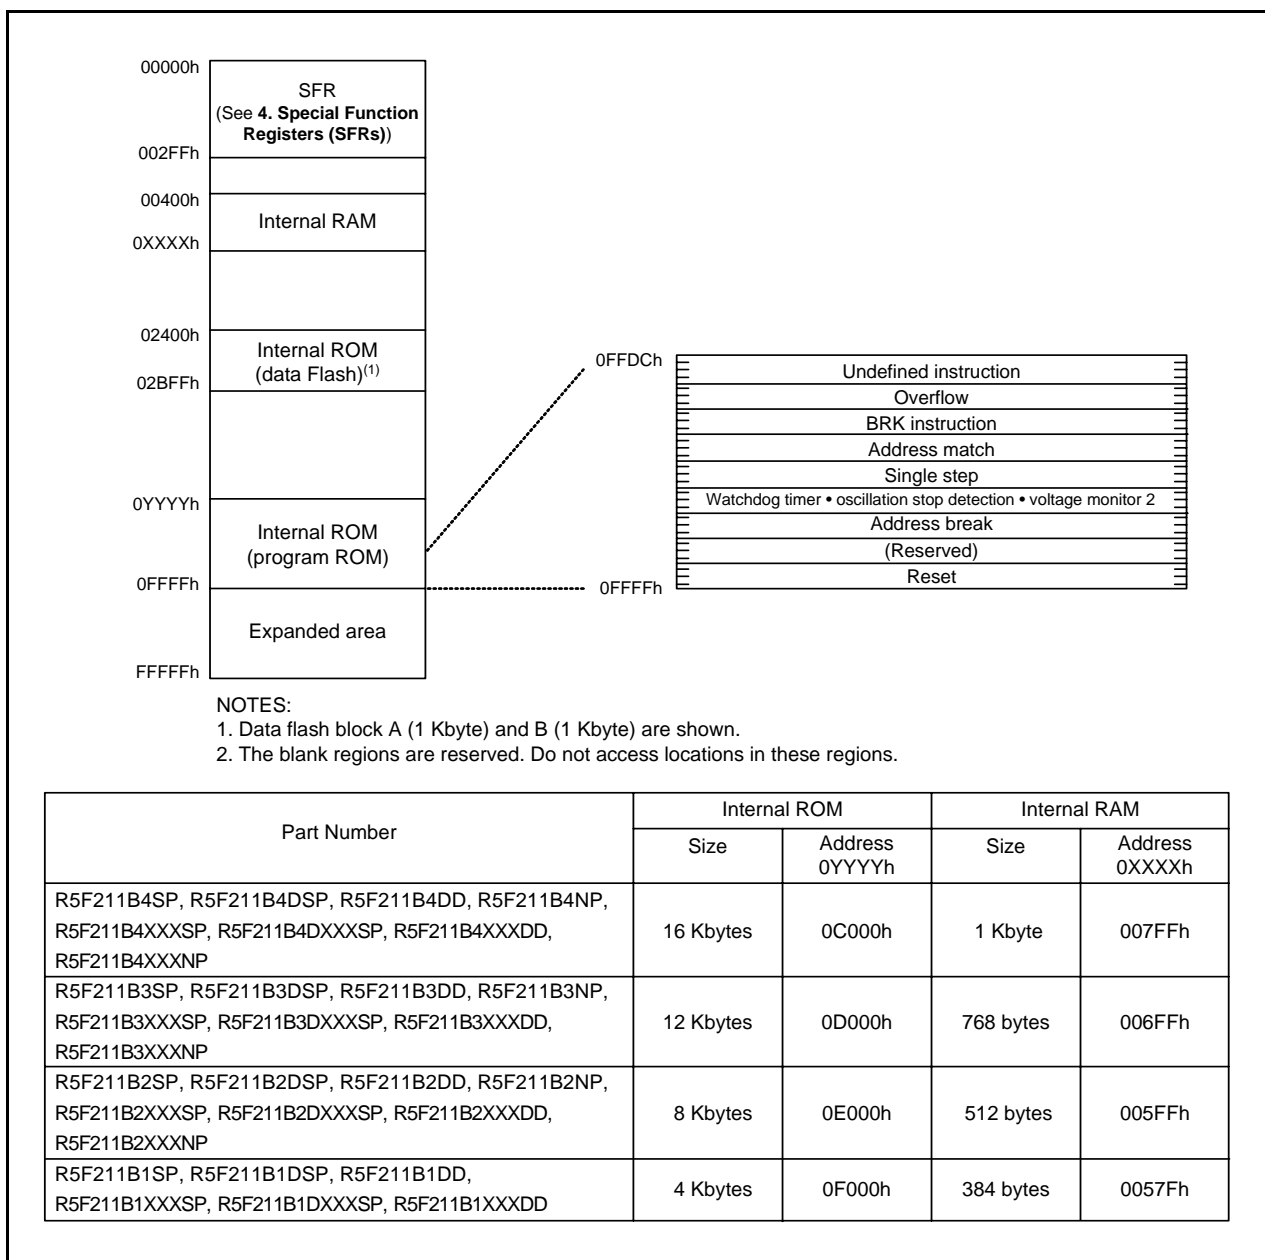 00000h
SFR
(See 4. Special Function
Registers (SFRs))
002FFh
00400h
Internal RAM
0XXXXh
02400h
Internal ROM
(data Flash)(1)
02BFFh
0YYYYh
Internal ROM
(program ROM)
0FFFFh
Expanded area
FFFFFh
0FFDCh
Undefined instruction
Overflow
BRK instruction
Address match
Single step
Watchdog timer • oscillation stop detection • voltage monitor 2
Address break
(Reserved)
Reset
0FFFFh
NOTES:
1. Data flash block A (1 Kbyte) and B (1 Kbyte) are shown.
2. The blank regions are reserved. Do not access locations in these regions.
Part Number
Internal ROM
Internal RAM
Size
Address
0YYYYh
Size
Address
0XXXXh
R5F211B4SP, R5F211B4DSP, R5F211B4DD, R5F211B4NP,
R5F211B4XXXSP, R5F211B4DXXXSP, R5F211B4XXXDD,
R5F211B4XXXNP
16 Kbytes
0C000h
1 Kbyte
007FFh
R5F211B3SP, R5F211B3DSP, R5F211B3DD, R5F211B3NP,
R5F211B3XXXSP, R5F211B3DXXXSP, R5F211B3XXXDD,
R5F211B3XXXNP
12 Kbytes
0D000h
768 bytes
006FFh
R5F211B2SP, R5F211B2DSP, R5F211B2DD, R5F211B2NP,
R5F211B2XXXSP, R5F211B2DXXXSP, R5F211B2XXXDD,
R5F211B2XXXNP
8 Kbytes
0E000h
512 bytes
005FFh
R5F211B1SP, R5F211B1DSP, R5F211B1DD,
R5F211B1XXXSP, R5F211B1DXXXSP, R5F211B1XXXDD
4 Kbytes
0F000h
384 bytes
0057Fh